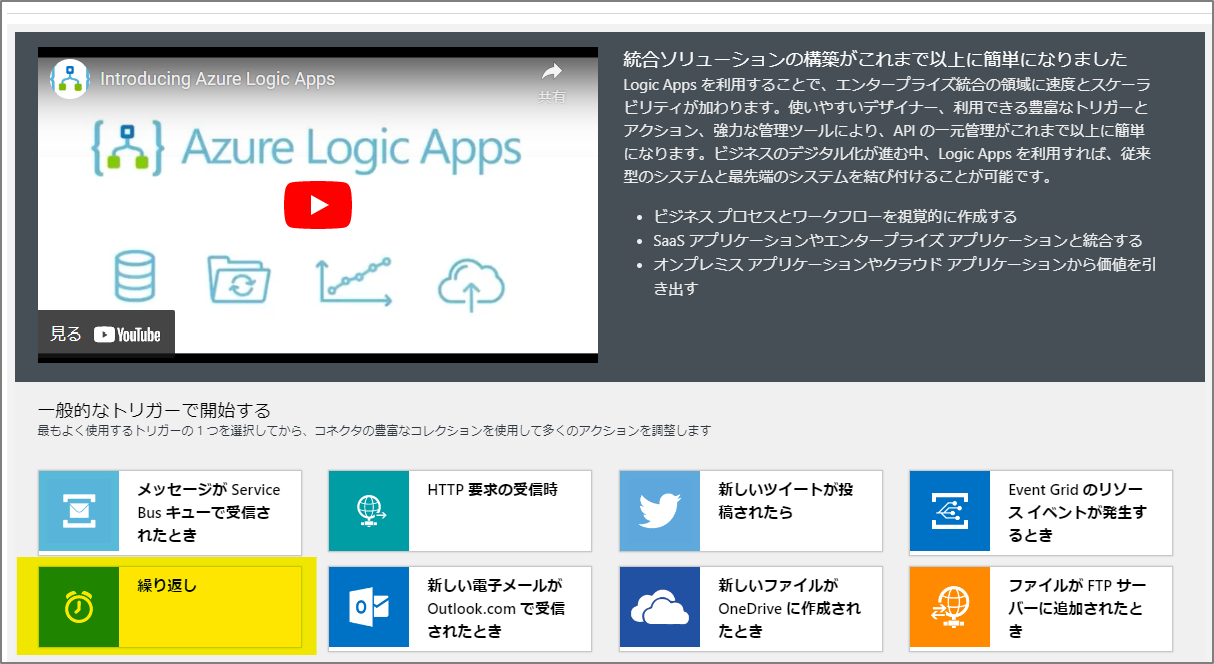 Introducing Azure Logic Apps
共有
Azure Logic Apps
見る YouTube
統合ソリューションの構築がこれまで以上に簡単になりました
Logic Apps を利用することで、エンタープライズ統合の領域に速度とスケーラ
ビリティが加わります。使いやすいデザイナー、利用できる豊富なトリガーと
アクション、強力な管理ツールにより、API の一元管理がこれまで以上に簡単
になります。ビジネスのデジタル化が進む中、Logic Apps を利用すれば、従来
型のシステムと最先端のシステムを結び付けることが可能です。
• ビジネス プロセスとワークフローを視覚的に作成する
• SaaS アプリケーションやエンタープライズ アプリケーションと統合する
• オンプレミス アプリケーションやクラウド アプリケーションから価値を引
き出す
一般的なトリガーで開始する
最もよく使用するトリガーの 1 つを選択してから、コネクタの豊富なコレクションを使用して多くのアクションを調整します
メッセージが Service
Bus キューで受信さ
れたとき
HTTP 要求の受信時
新しいツイートが投
稿されたら
Event Grid のリソー
ス イベントが発生す
るとき
繰り返し
新しい電子メールが
Outlook.com で受信
されたとき
新しいファイルが
OneDrive に作成され
たとき
ファイルが FTP サー
バーに追加されたと
き